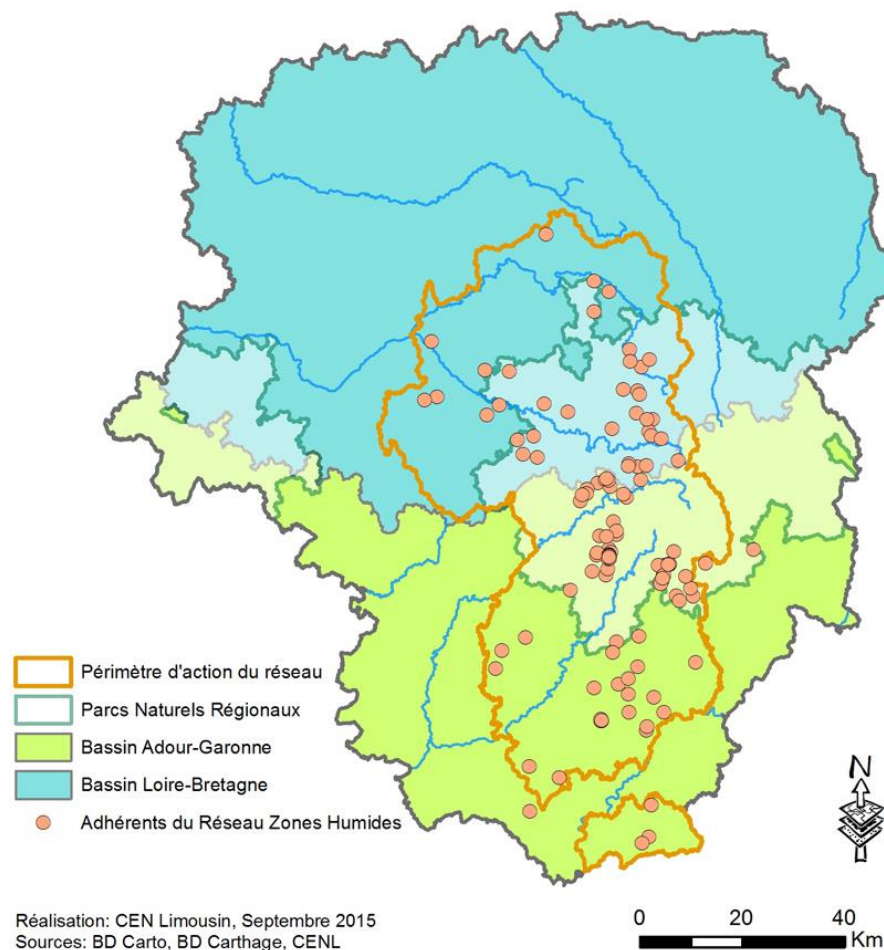 Périmètre d'action du réseau
Parcs Naturels Régionaux
Bassin Adour-Garonne
Bassin Loire-Bretagne
Adhérents du Réseau Zones Humides
N
Réalisation: CEN Limousin, Septembre 2015
Sources: BD Carto, BD Carthage, CENL
0 20 40
Km